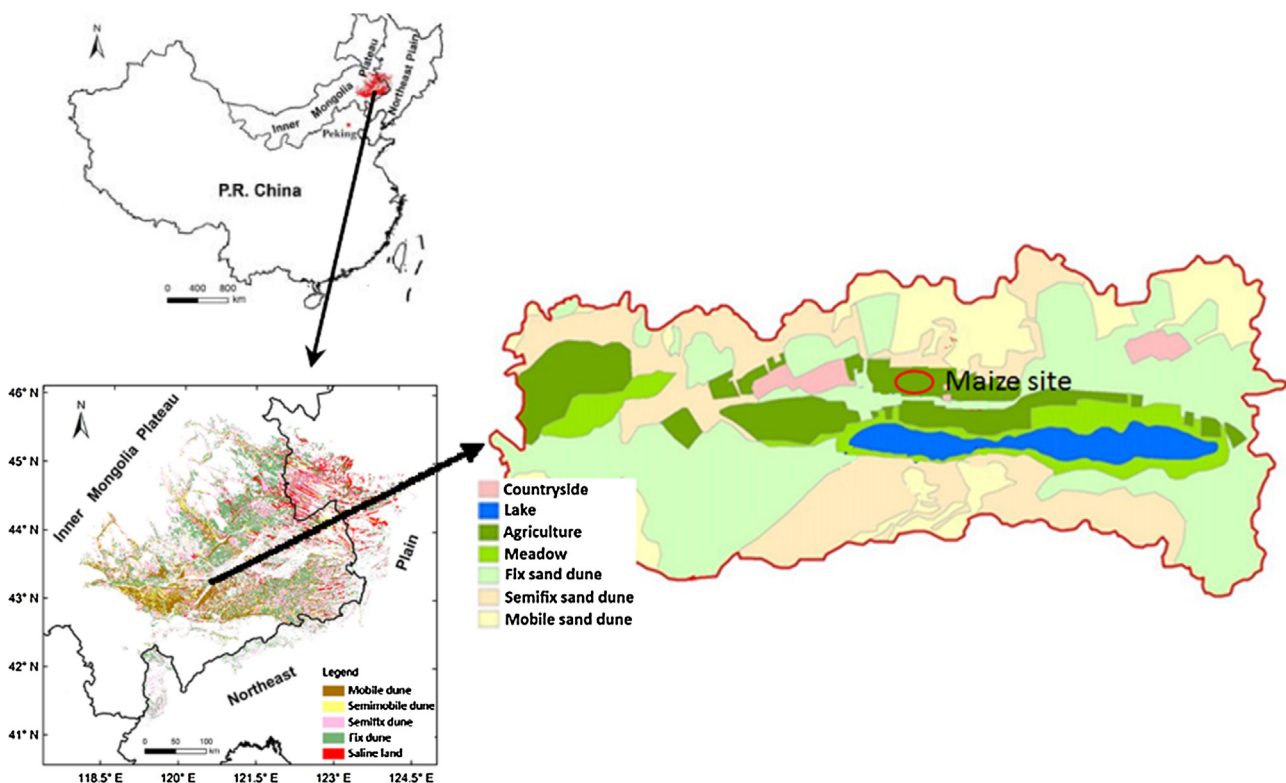 N
Inner Mongolia Plateau
Northeast Plain
Peking
P.R. China
0 400 800
km
46° N
45° N
44° N
43° N
42° N
41° N
N
Inner Mongolia Plateau
Plain
Northeast
Legend
Mobile dune
Semimobile dune
Semifix dune
Fix dune
Saline land
0 50 100
km
118.5° E 120° E 121.5° E 123° E 124.5° E
Maize site
Countryside
Lake
Agriculture
Meadow
Fix sand dune
Semifix sand dune
Mobile sand dune